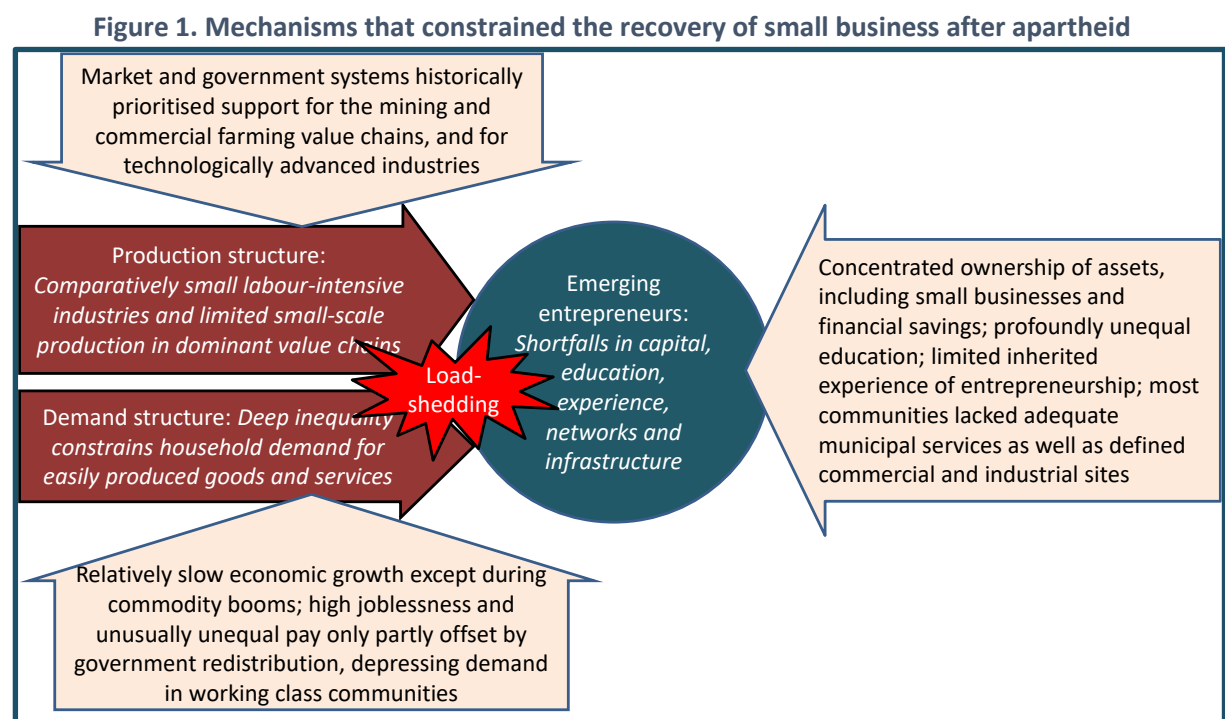 Figure 1. Mechanisms that constrained the recovery of small business after apartheid
Market and government systems historically
prioritised support for the mining and
commercial farming value chains, and for
technologically advanced industries
Production structure:
Comparatively small labour-intensive
industries and limited small-scale
production in dominant value chains
Demand structure: Deep inequality
constrains household demand for
easily produced goods and services
Load-
shedding
Emerging
entrepreneurs:
Shortfalls in capital,
education,
experience,
networks and
infrastructure
Concentrated ownership of assets,
including small businesses and
financial savings; profoundly unequal
education; limited inherited
experience of entrepreneurship; most
communities lacked adequate
municipal services as well as defined
commercial and industrial sites
Relatively slow economic growth except during
commodity booms; high joblessness and
unusually unequal pay only partly offset by
government redistribution, depressing demand
in working class communities